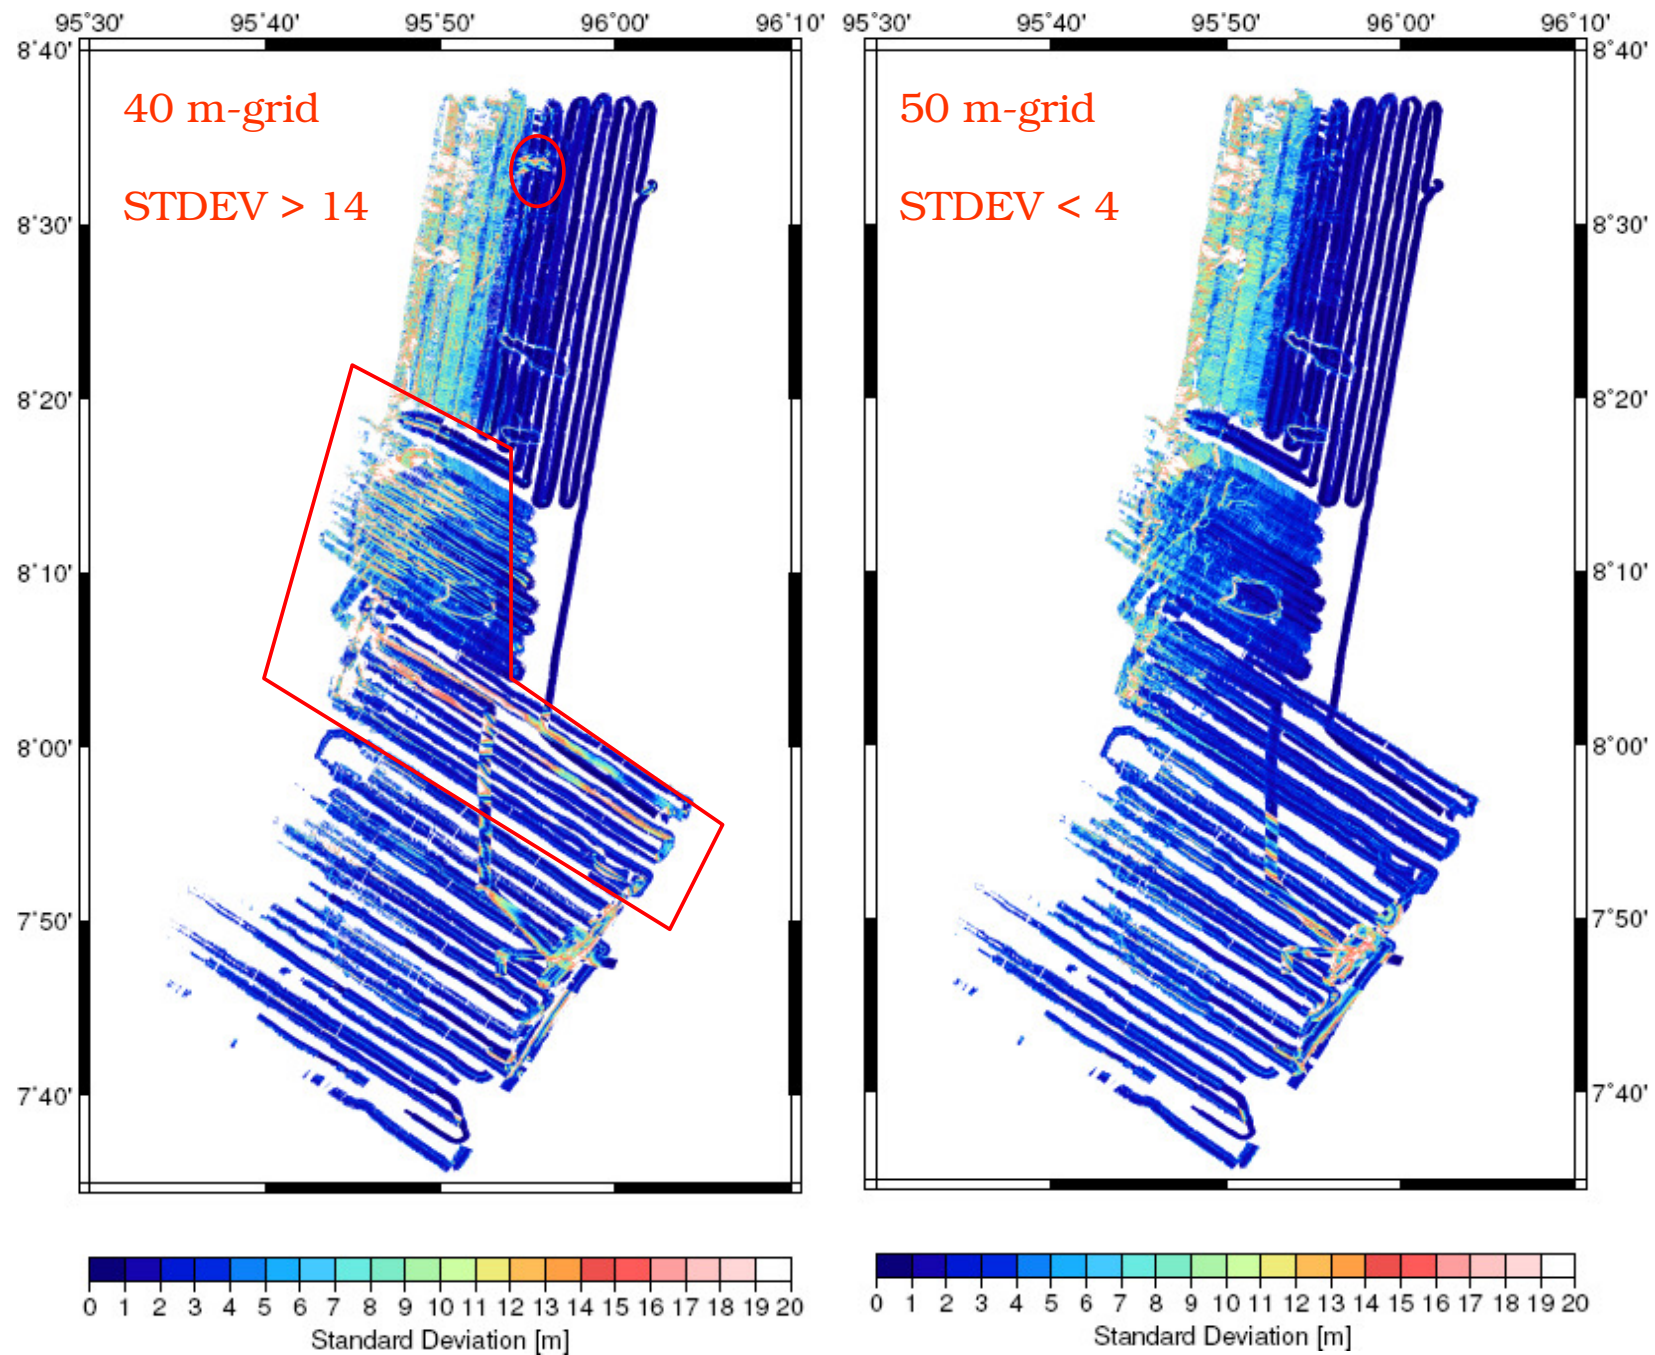 95˚30' 95˚40' 95˚50' 96˚00' 96˚10' 95˚30' 95˚40' 95˚50' 96˚00' 96˚10'
8˚40' 8˚40'
40 m-grid 50 m-grid
STDEV > 14 STDEV < 4
8˚30' 8˚30'
8˚20' 8˚20'
8˚10' 8˚10'
8˚00' 8˚00'
7˚50' 7˚50'
7˚40' 7˚40'
0 1 2 3 4 5 6 7 8 9 10 11 12 13 14 15 16 17 18 19 20 0 1 2 3 4 5 6 7 8 9 10 11 12 13 14 15 16 17 18 19 20
Standard Deviation [m] Standard Deviation [m]